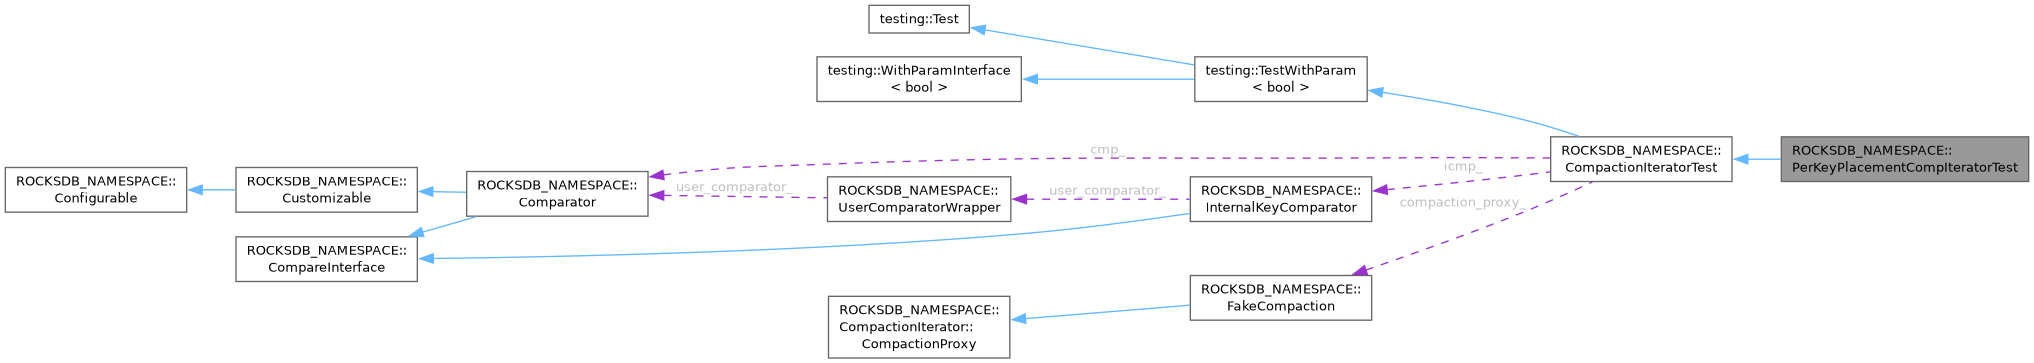 testing::Test
testing::WithParamInterface
< bool >
testing::TestWithParam
< bool >
ROCKSDB_NAMESPACE::
CompactionIteratorTest
ROCKSDB_NAMESPACE::
PerKeyPlacementCompIteratorTest
cmp_
icmp_
compaction_proxy_
user_comparator_
user_comparator_
ROCKSDB_NAMESPACE::
Configurable
ROCKSDB_NAMESPACE::
Customizable
ROCKSDB_NAMESPACE::
Comparator
ROCKSDB_NAMESPACE::
UserComparatorWrapper
ROCKSDB_NAMESPACE::
InternalKeyComparator
ROCKSDB_NAMESPACE::
CompareInterface
ROCKSDB_NAMESPACE::
FakeCompaction
ROCKSDB_NAMESPACE::
CompactionIterator::
CompactionProxy